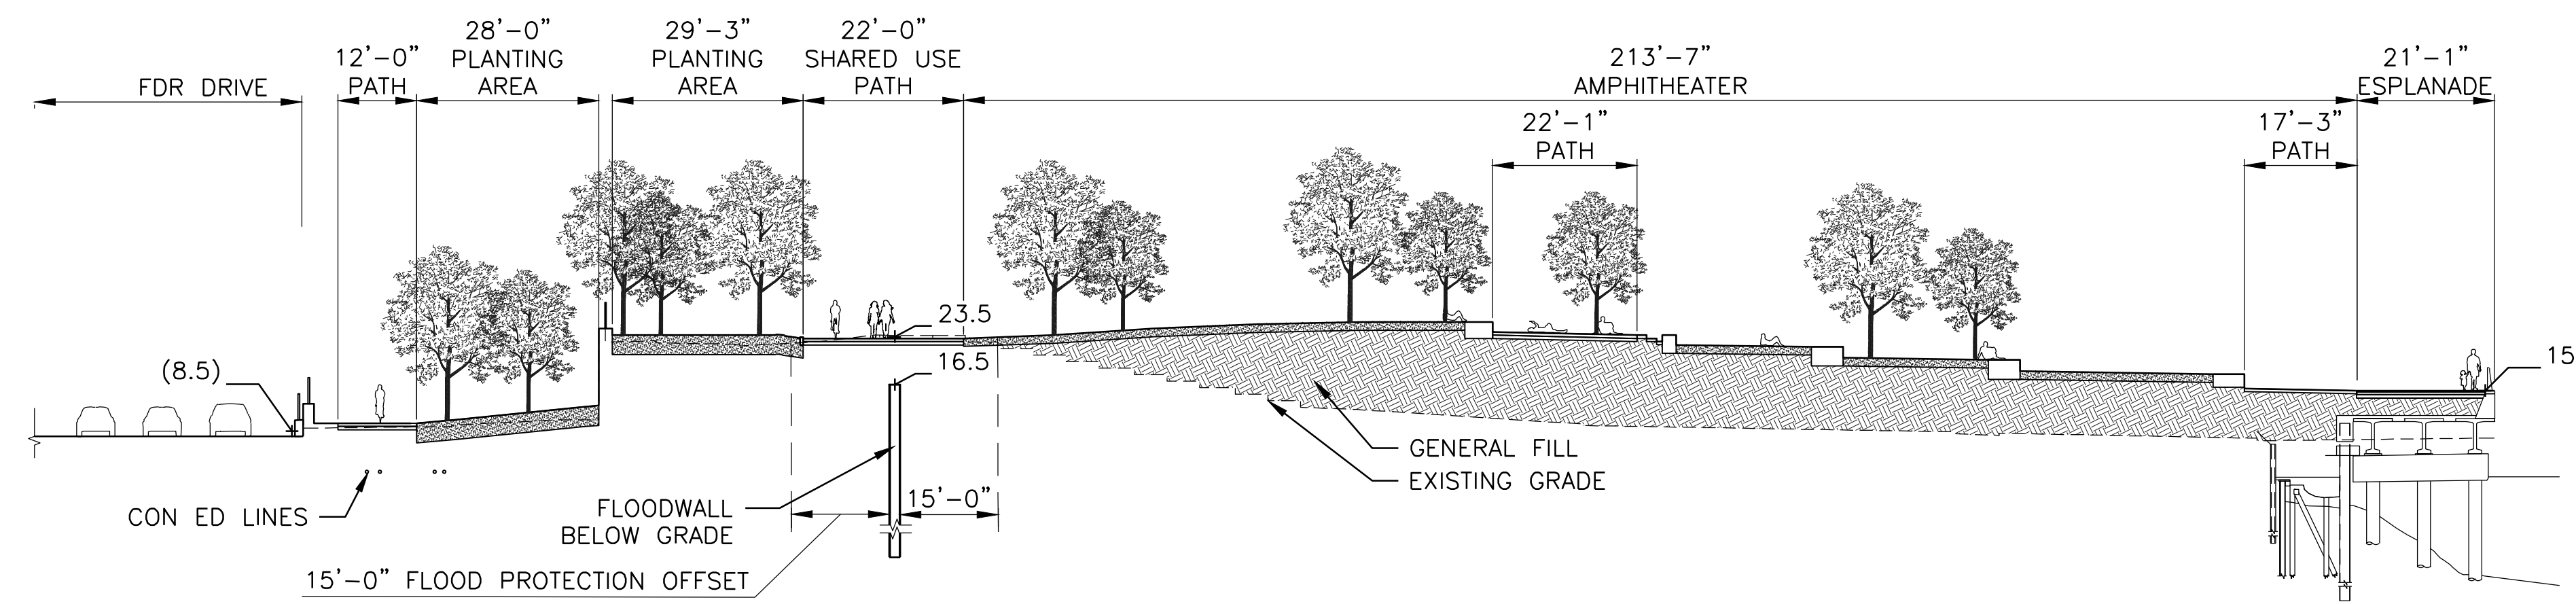 FDR DRIVE
12'-0"
PATH
28'-0"
PLANTING
AREA
29'-3"
PLANTING
AREA
22'-0"
SHARED USE
PATH
213'-7"
AMPHITHEATER
21'-1"
ESPLANADE
22'-1"
PATH
17'-3"
PATH
23.5
16.5
(8.5)
15
GENERAL FILL
EXISTING GRADE
CON ED LINES
FLOODWALL
BELOW GRADE
15'-0"
15'-0" FLOOD PROTECTION OFFSET